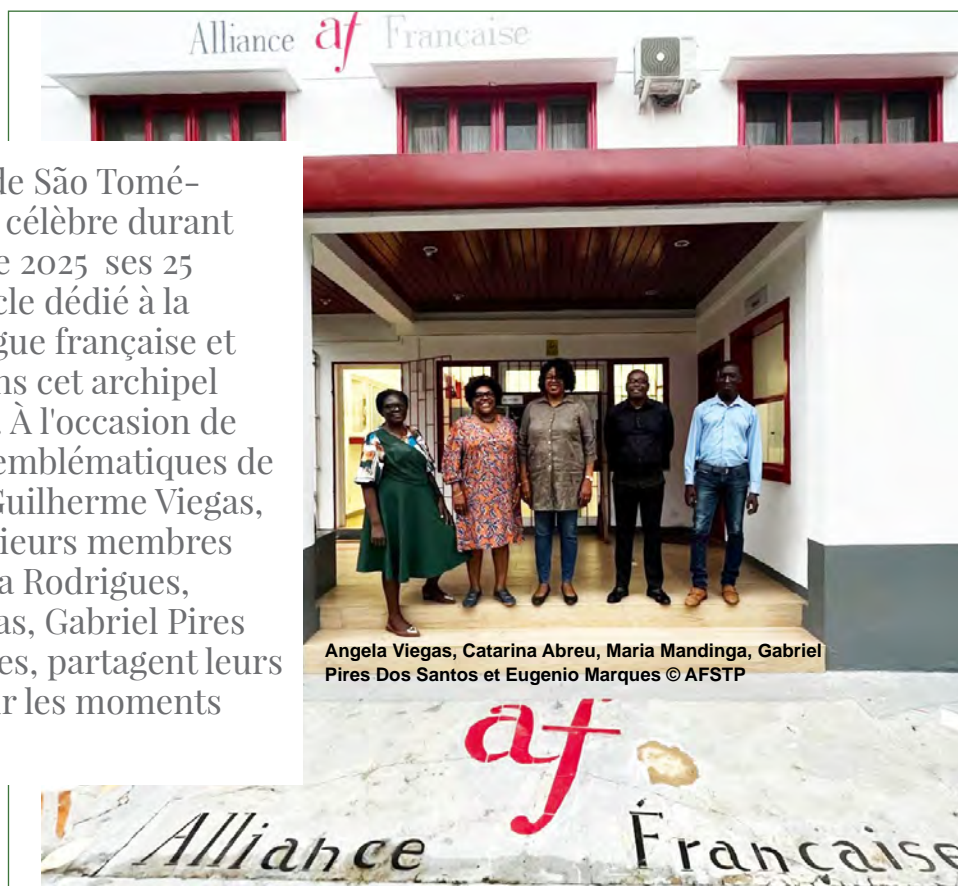 Alliance af Française
de São Tomé-
célèbre durant
e 2025 ses 25
cle dédié à la
gue française et
ns cet archipel
. À l'occasion de
emblématiques de
Guilherme Viegas,
sieurs membres
a Rodrigues,
as, Gabriel Pires
es, partagent leurs
r les moments
Angela Viegas, Catarina Abreu, Maria Mandinga, Gabriel
Pires Dos Santos et Eugenio Marques © AFSTP
af
Alliance Française